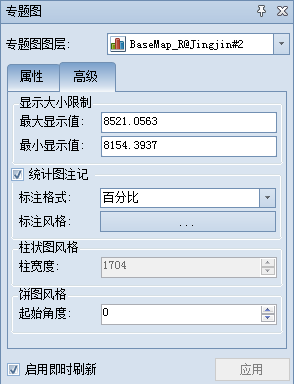 专题图
专题图图层: BaseMap_R@Jingjin#2
属性 高级
显示大小限制
最大显示值: 8521.0563
最小显示值: 8154.3937
统计图注记
标注格式: 百分比
标注风格: ...
柱状图风格
柱宽度: 1704
饼图风格
起始角度: 0
启用即时刷新 应用